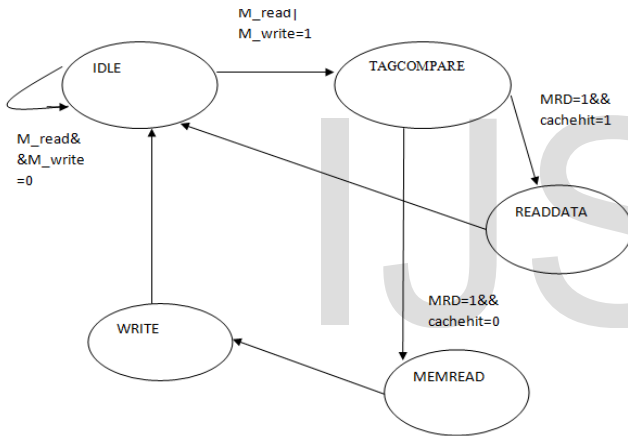 M_read|
M_write=1
IDLE
TAGCOMPARE
MRD=1&&
cachehit=1
M_read&
&M_write
=0
READDATA
MRD=1&&
cachehit=0
WRITE
MEMREAD
IJS